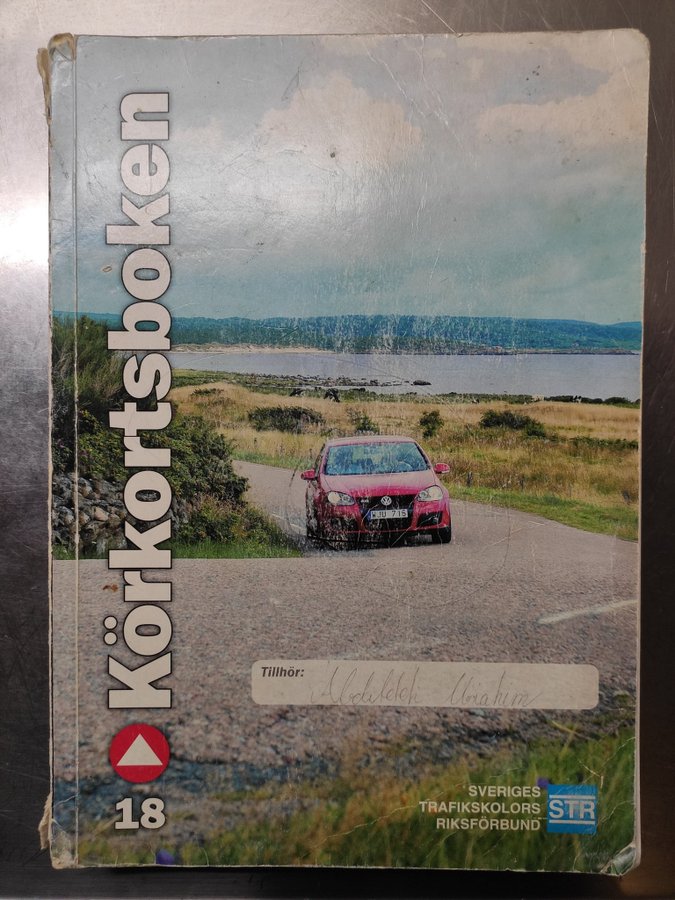 Körkortsboken
18
WJU 716
Tillhör:
SVERIGES
TRAFIKSKOLORS
RIKSFÖRBUND
STR